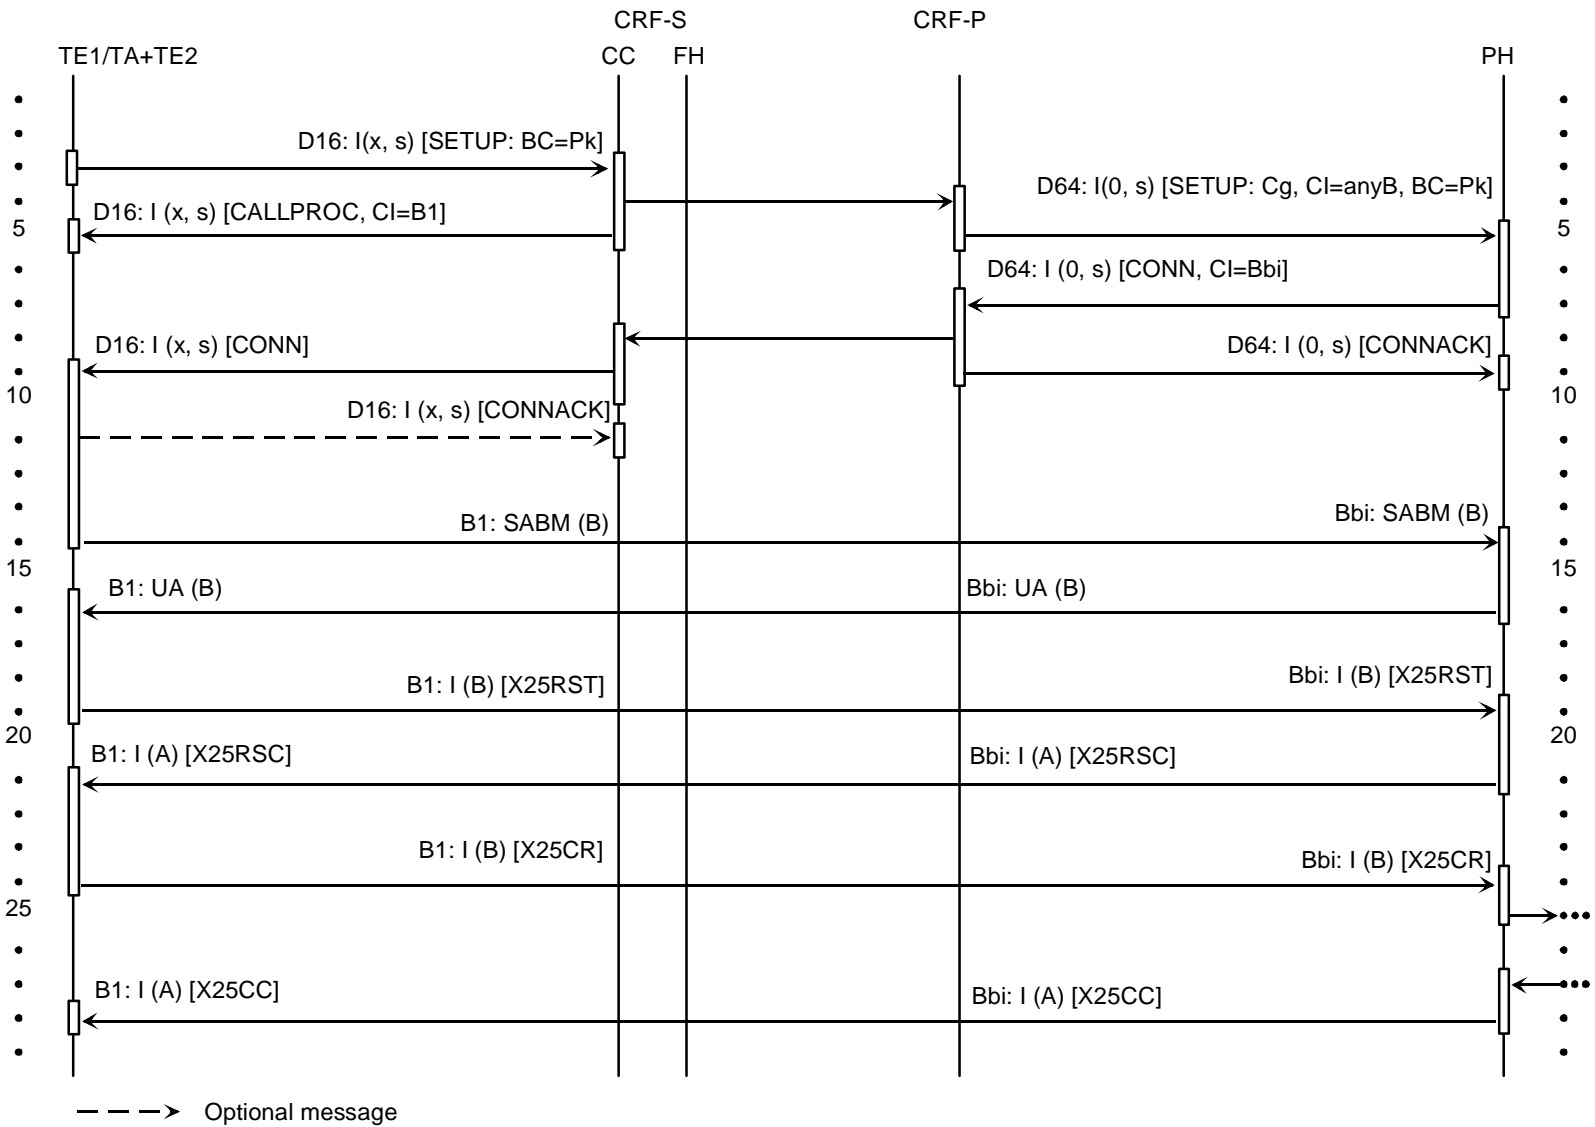 CRF-S CRF-P
TE1/TA+TE2 CC FH PH
D16: I(x, s) [SETUP: BC=Pk]
D64: I(0, s) [SETUP: Cg, CI=anyB, BC=Pk]
D16: I (x, s) [CALLPROC, CI=B1]
5 5
D64: I (0, s) [CONN, CI=Bbi]
D16: I (x, s) [CONN] D64: I (0, s) [CONNACK]
10 10
D16: I (x, s) [CONNACK]
B1: SABM (B) Bbi: SABM (B)
15 15
B1: UA (B) Bbi: UA (B)
B1: I (B) [X25RST] Bbi: I (B) [X25RST]
20 20
B1: I (A) [X25RSC] Bbi: I (A) [X25RSC]
B1: I (B) [X25CR] Bbi: I (B) [X25CR]
25
B1: I (A) [X25CC] Bbi: I (A) [X25CC]
Optional message